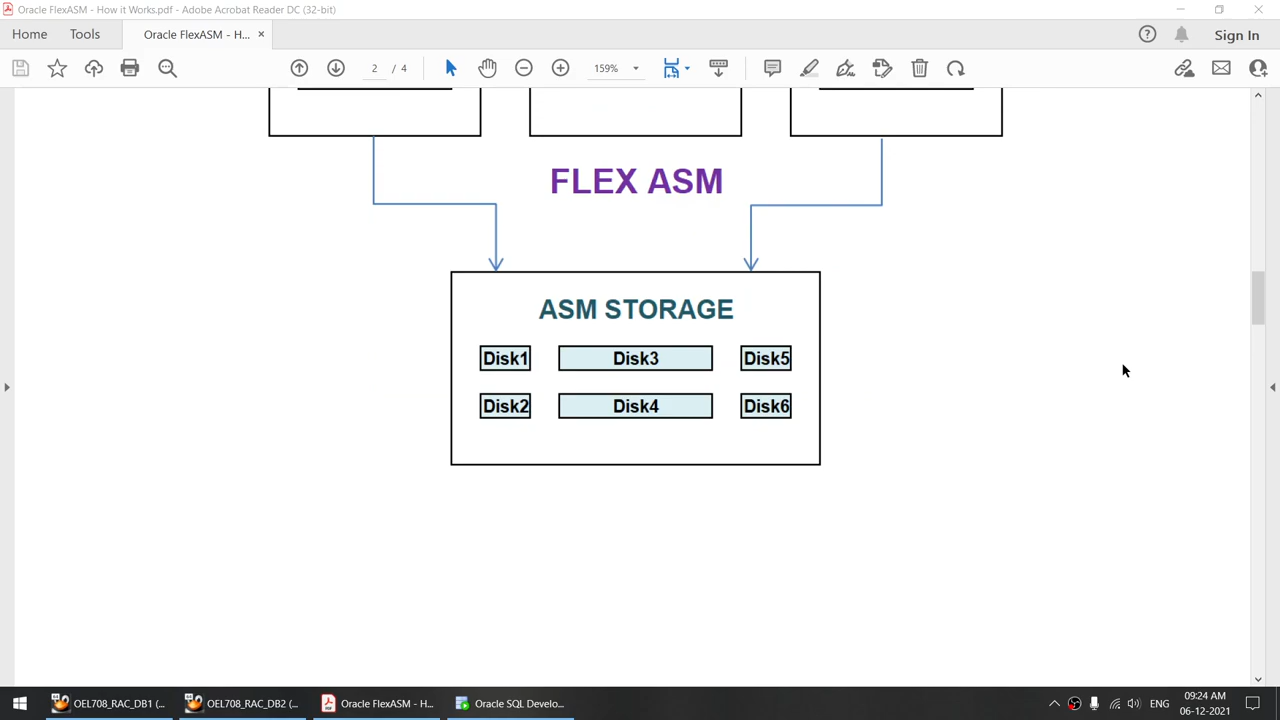 Oracle FlexASM - How it Works.pdf - Adobe Acrobat Reader DC (32-bit)
Home
Tools
Oracle FlexASM - H...
Sign In
2 / 4
159%
FLEX ASM
ASM STORAGE
Disk1 Disk3 Disk5
Disk2 Disk4 Disk6
OEL708_RAC_DB1 (...
OEL708_RAC_DB2 (...
Oracle FlexASM - H...
Oracle SQL Develo...
ENG
09:24 AM
06-12-2021